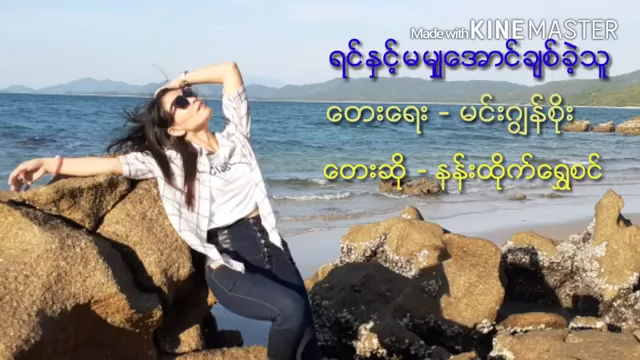 Made with KINEMASTER
ရင်နှင့်မမျှအောင်ချစ်ခဲ့သူ
တေးရေး - မင်းဂျွန်စိုး
တေးဆို - နန်းထိုက်ရွှေစင်